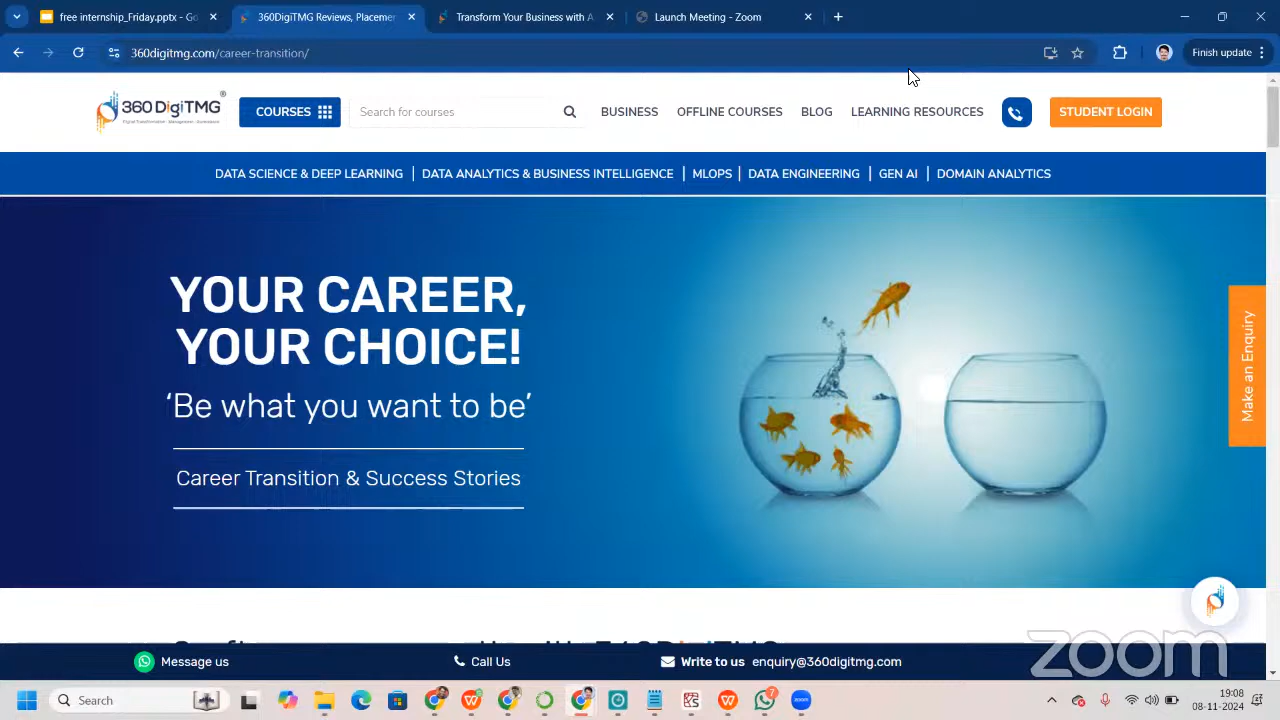 free internship_Friday.pptx - Go
360DigiTMG Reviews, Placemen
Transform Your Business with A
Launch Meeting - Zoom
360digitmg.com/career-transition/
Finish update
360 DigiTMG
®
COURSES
Search for courses
BUSINESS
OFFLINE COURSES
BLOG
LEARNING RESOURCES
STUDENT LOGIN
DATA SCIENCE & DEEP LEARNING | DATA ANALYTICS & BUSINESS INTELLIGENCE | MLOPS | DATA ENGINEERING | GEN AI | DOMAIN ANALYTICS
YOUR CAREER,
YOUR CHOICE!
‘Be what you want to be’
Career Transition & Success Stories
Make an Enquiry
zoom
Message us
Call Us
Write to us enquiry@360digitmg.com
Search
7
zoom
19:08
08-11-2024